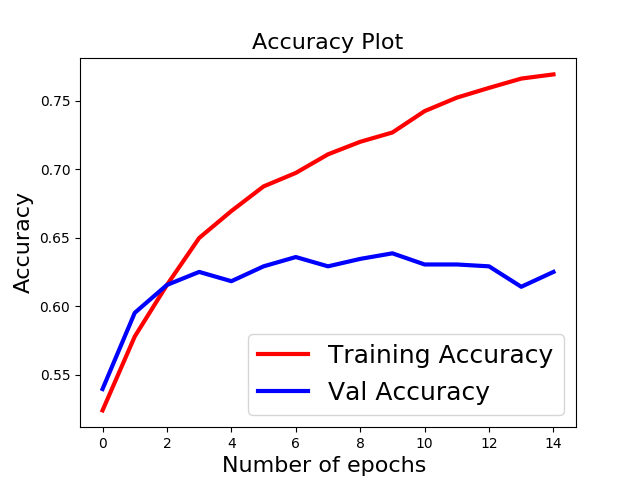 Accuracy Plot
Accuracy
0.75
0.70
0.65
0.60
0.55
Training Accuracy
Val Accuracy
0 2 4 6 8 10 12 14
Number of epochs